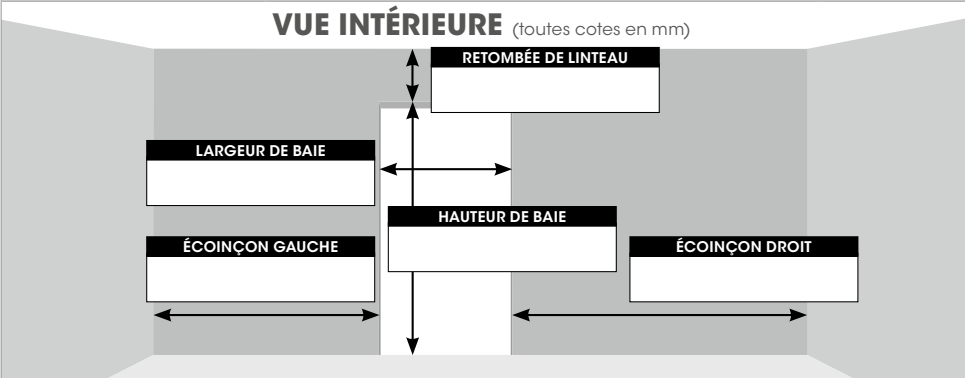 VUE INTÉRIEURE (toutes cotes en mm)
RETOMBÉE DE LINTEAU
LARGEUR DE BAIE
HAUTEUR DE BAIE
ÉCOINÇON GAUCHE
ÉCOINÇON DROIT